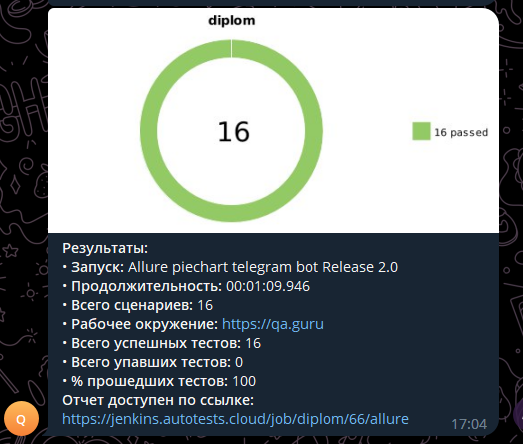 diplom
16
16 passed
Результаты:
• Запуск: Allure piechart telegram bot Release 2.0
• Продолжительность: 00:01:09.946
• Всего сценариев: 16
• Рабочее окружение: https://qa.guru
• Всего успешных тестов: 16
• Всего упавших тестов: 0
• % прошедших тестов: 100
Отчет доступен по ссылке:
https://jenkins.autotests.cloud/job/diplom/66/allure
17:04
Q